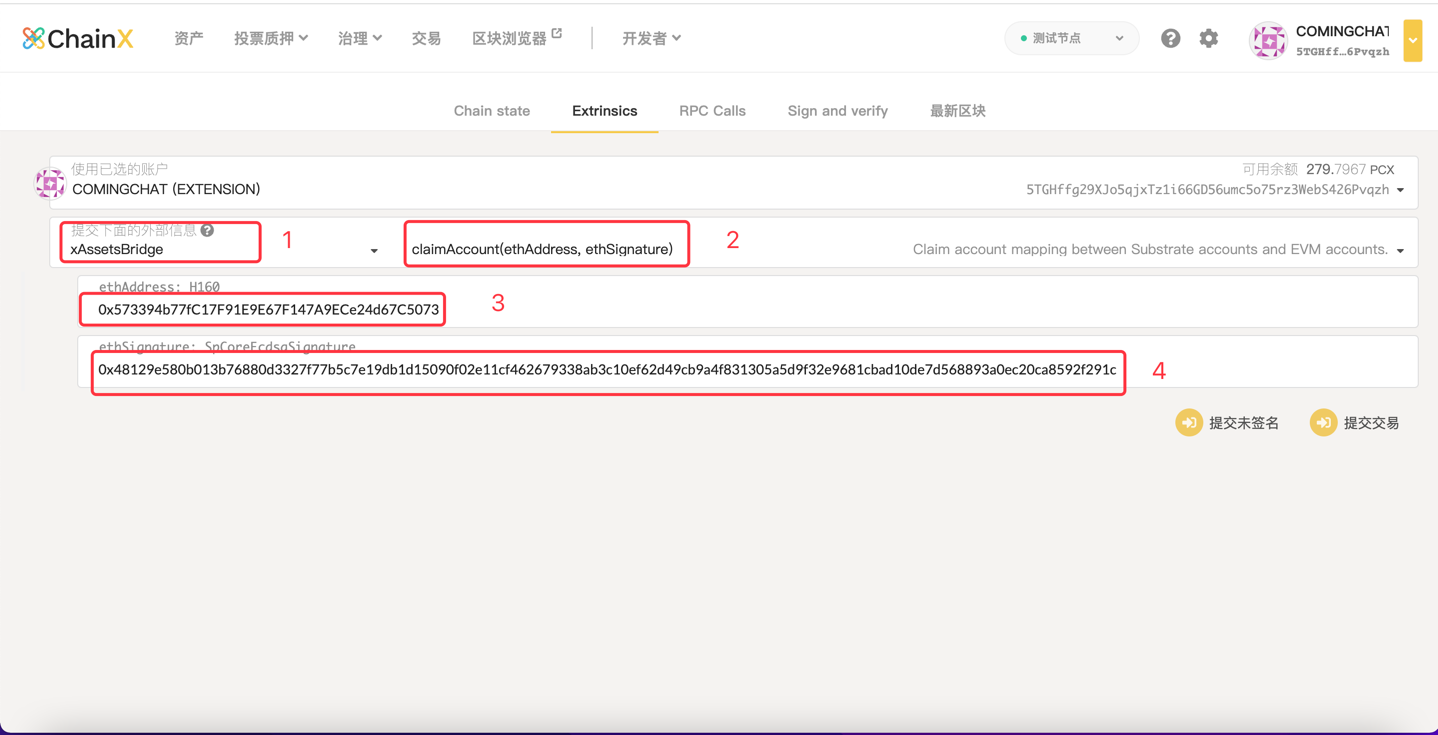 ChainX 资产 投票质押 治理 交易 区块浏览器 开发者 测试节点 COMINGCHAT
5TGHff…6Pvqzh
Chain state Extrinsics RPC Calls Sign and verify 最新区块
使用已选的账户 可用余额 279.7967 PCX
COMINGCHAT (EXTENSION) 5TGHffg29XJo5qjxTz1i66GD56umc5o75rz3WebS426Pvqzh
提交下面的外部信息
xAssetsBridge 1 claimAccount(ethAddress, ethSignature) 2 Claim account mapping between Substrate accounts and EVM accounts.
ethAddress: H160
0x573394b77fC17F91E9E67F147A9ECe24d67C5073 3
ethSignature: SpCoreEcdsaSignature
0x48129e580b013b76880d3327f77b5c7e19db1d15090f02e11cf462679338ab3c10ef62d49cb9a4f831305a5d9f32e9681cbad10de7d568893a0ec20ca8592f291c 4
提交未签名 提交交易